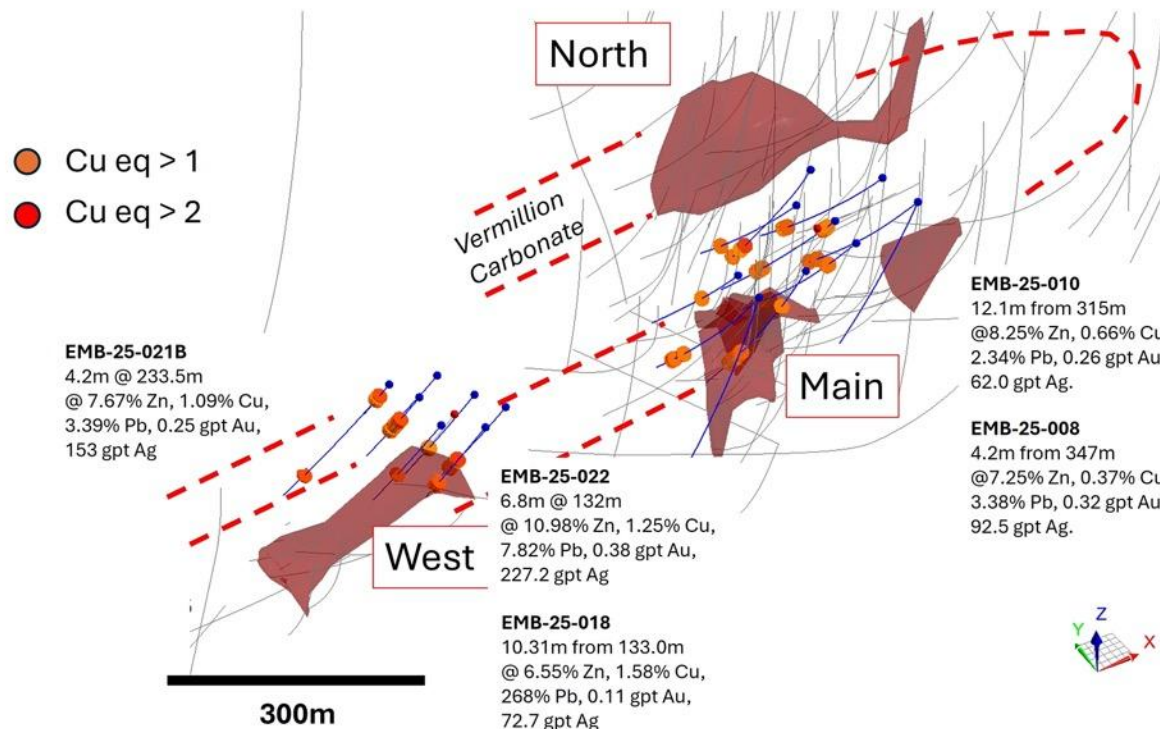 North
Cu eq > 1
Cu eq > 2
Vermillion
Carbonate
EMB-25-010
12.1m from 315m
@8.25% Zn, 0.66% Cu
2.34% Pb, 0.26 gpt Au
62.0 gpt Ag.
EMB-25-021B
4.2m @ 233.5m
@ 7.67% Zn, 1.09% Cu,
3.39% Pb, 0.25 gpt Au,
153 gpt Ag
Main
EMB-25-008
4.2m from 347m
@7.25% Zn, 0.37% Cu
3.38% Pb, 0.32 gpt Au
92.5 gpt Ag.
EMB-25-022
6.8m @ 132m
@ 10.98% Zn, 1.25% Cu,
7.82% Pb, 0.38 gpt Au,
227.2 gpt Ag
West
EMB-25-018
10.31m from 133.0m
@ 6.55% Zn, 1.58% Cu,
268% Pb, 0.11 gpt Au,
72.7 gpt Ag
300m
Y Z X